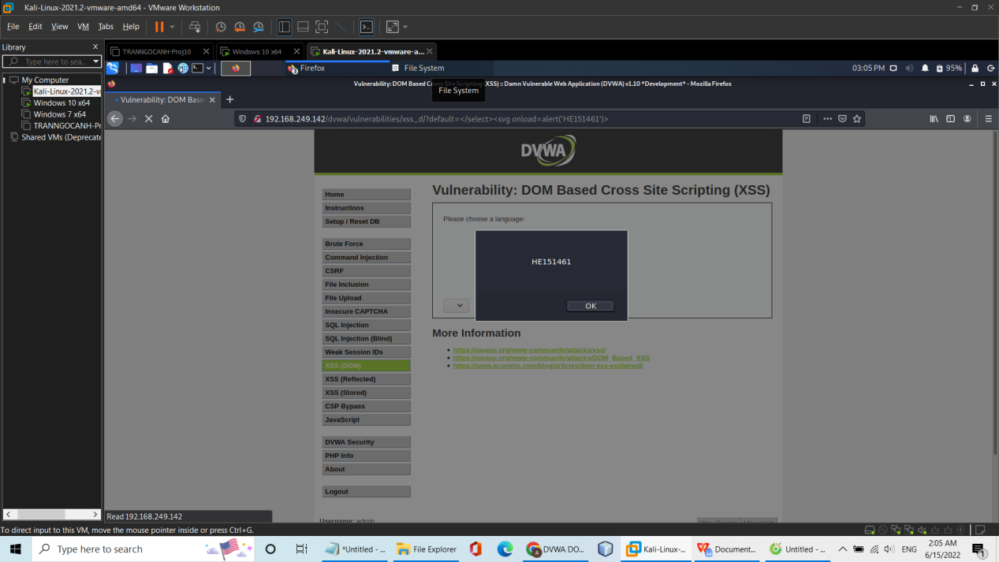 Kali-Linux-2021.2-vmware-amd64 - VMware Workstation
File Edit View VM Tabs Help
Library
Type here to sea...
My Computer
Kali-Linux-2021.2-v
Windows 10 x64
Windows 7 x64
TRANNGOCANH-Pr
Shared VMs (Deprecate
TRANNGOCANH-Proj10
Windows 10 x64
Kali-Linux-2021.2-vmware-a...
3
Firefox
File System
03:05 PM
95%
Vulnerability: DOM Based Cross Site Scripting (XSS) :: Damn Vulnerable Web Application (DVWA) v1.10 *Development* - Mozilla Firefox
File System
Vulnerability: DOM Base
192.168.249.142/dvwa/vulnerabilities/xss_d/?default=</select><svg onload=alert('HE151461')>
DVWA
Home
Instructions
Setup / Reset DB
Brute Force
Command Injection
CSRF
File Inclusion
File Upload
Insecure CAPTCHA
SQL Injection
SQL Injection (Blind)
Weak Session IDs
XSS (DOM)
XSS (Reflected)
XSS (Stored)
CSP Bypass
JavaScript
DVWA Security
PHP Info
About
Logout
Username: admin
Vulnerability: DOM Based Cross Site Scripting (XSS)
Please choose a language:
HE151461
OK
More Information
https://owasp.org/www-community/attacks/xss/
https://owasp.org/www-community/attacks/DOM_Based_XSS
https://www.acunetix.com/blog/articles/dom-xss-explained/
View Source View Help
Read 192.168.249.142
To direct input to this VM, move the mouse pointer inside or press Ctrl+G.
Type here to search
*Untitled - ...
File Explorer
DVWA DO...
Kali-Linux-...
Document...
Untitled - ...
ENG
2:05 AM
6/15/2022
1